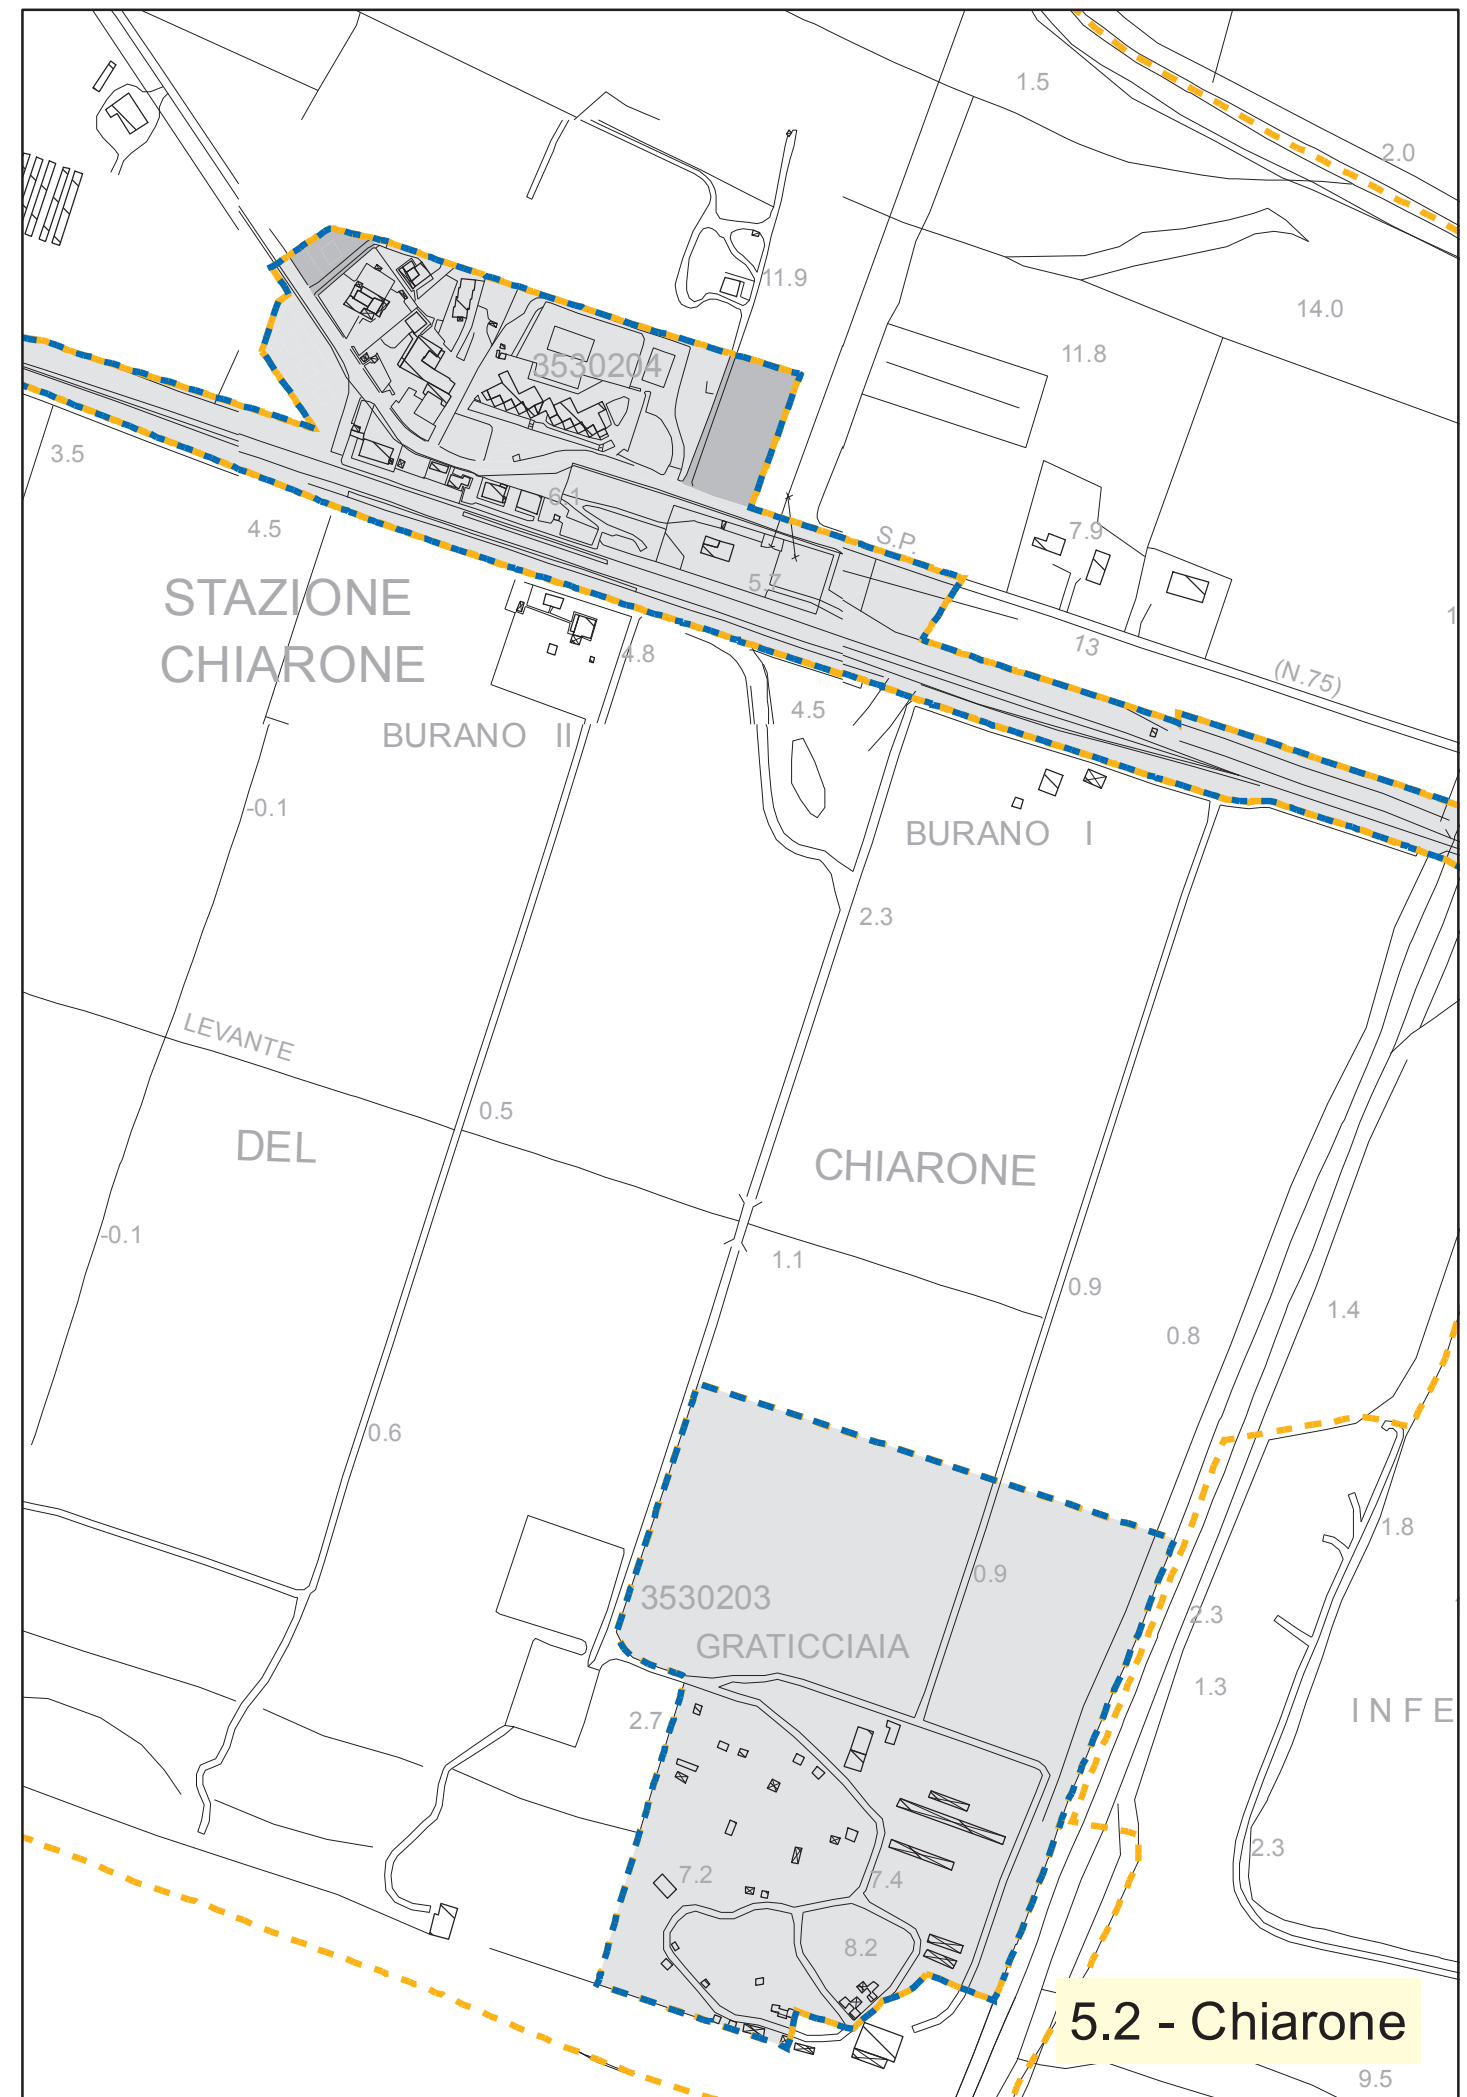 1.5
2.0
11.9
14.0
11.8
3530204
3.5
6.1
4.5
S.P.
7.9
5.7
STAZIONE
CHIARONE
4.8
13
(N.75)
1
4.5
BURANO II
-0.1
BURANO I
2.3
LEVANTE
0.5
DEL
CHIARONE
-0.1
1.1
0.9
1.4
0.8
0.6
1.8
0.9
3530203
2.3
GRATICCIAIA
1.3
2.7
INFE
2.3
7.2
7.4
8.2
5.2 - Chiarone
9.5